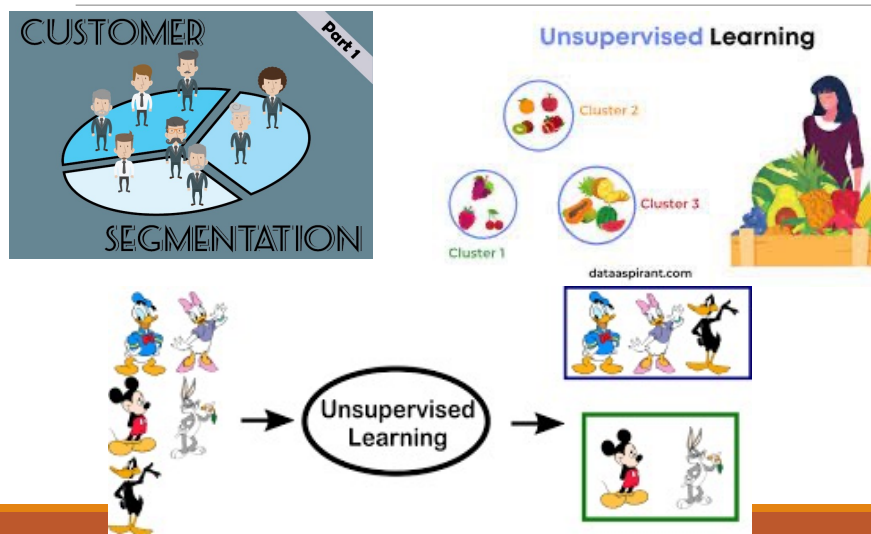 CUSTOMER
Part 1
SEGMENTATION
Unsupervised Learning
Cluster 2
Cluster 3
Cluster 1
dataaspirant.com
Unsupervised
Learning